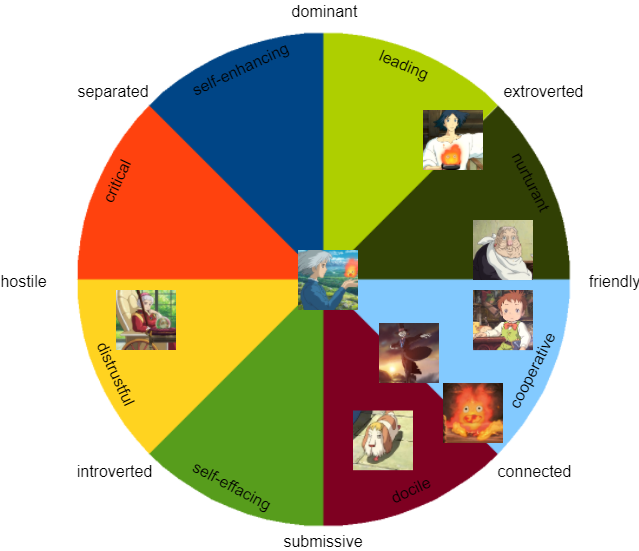 dominant
self-enhancing
leading
separated
extroverted
critical
nurturant
hostile
friendly
distrustful
cooperative
introverted
self-effacing
docile
connected
submissive